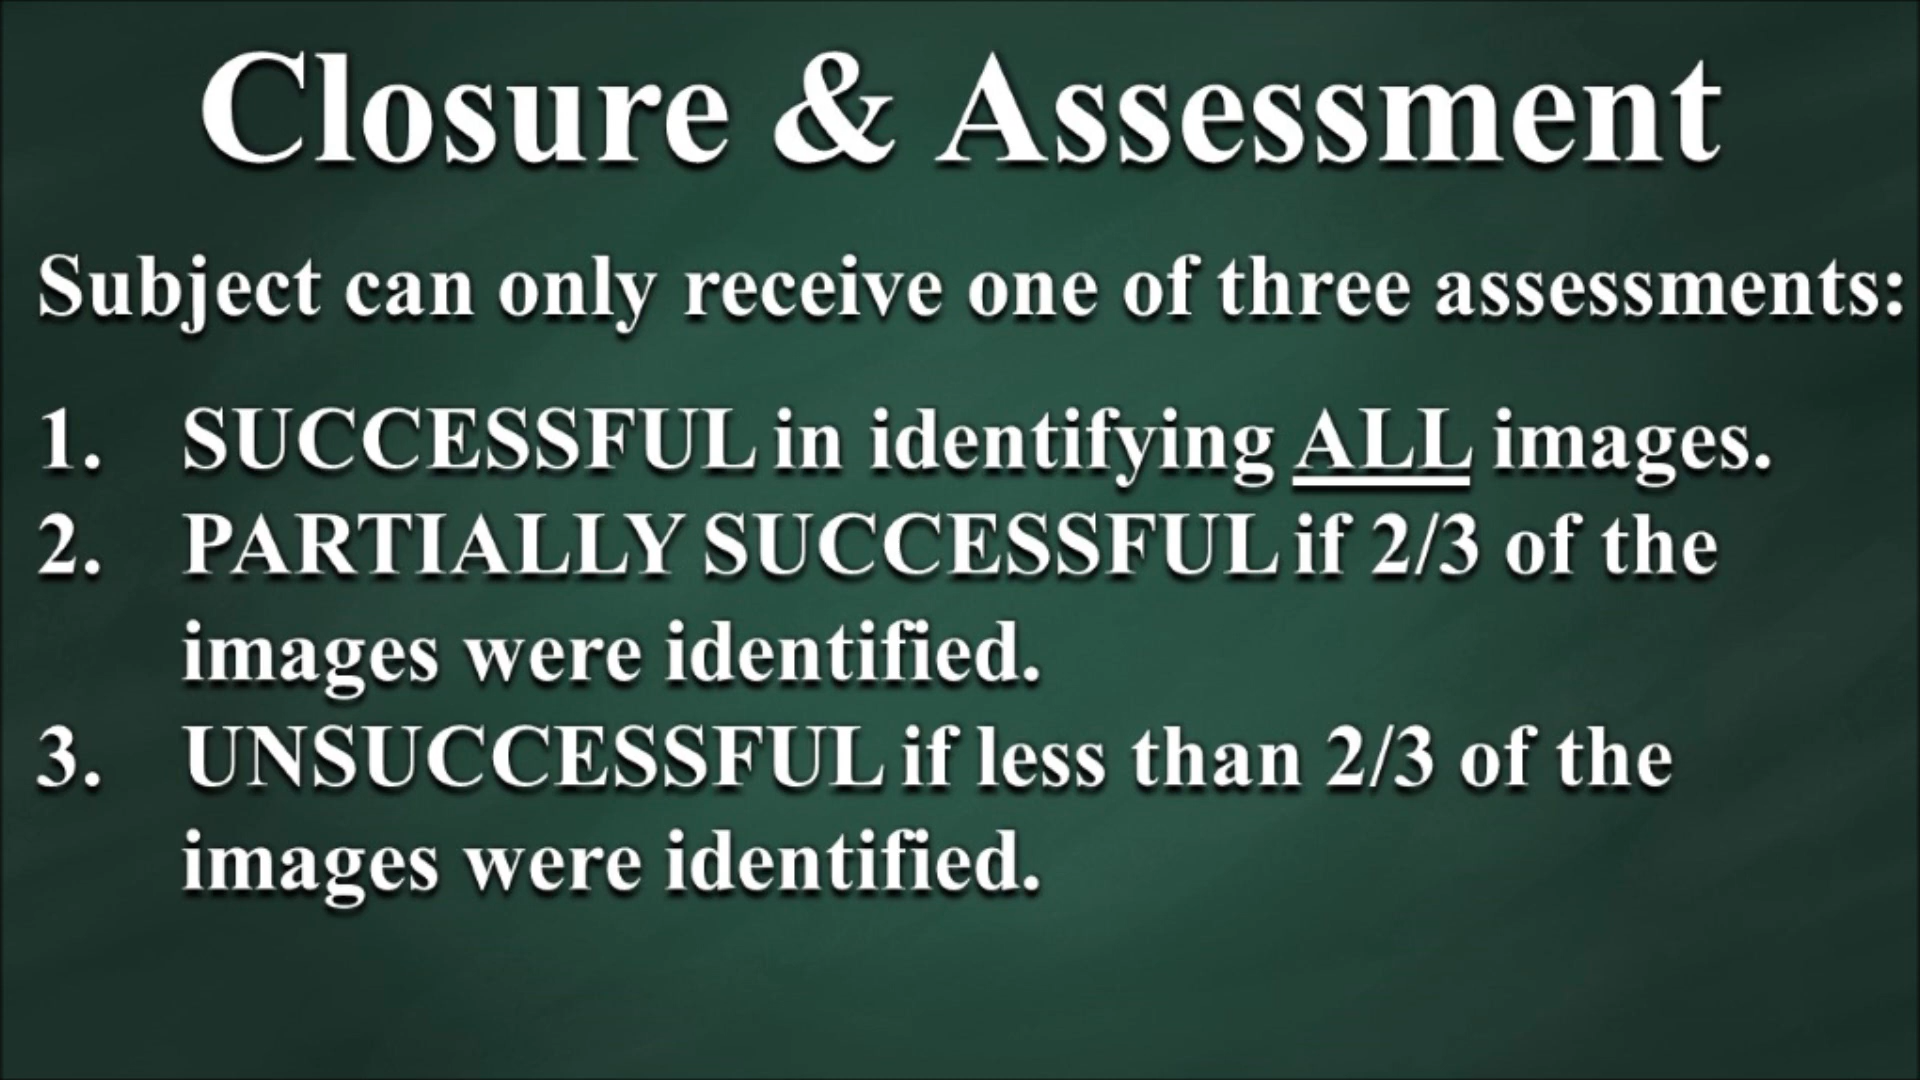 Closure & Assessment
Subject can only receive one of three assessments:
1. SUCCESSFUL in identifying ALL images.
2. PARTIALLY SUCCESSFUL if 2/3 of the
images were identified.
3. UNSUCCESSFUL if less than 2/3 of the
images were identified.